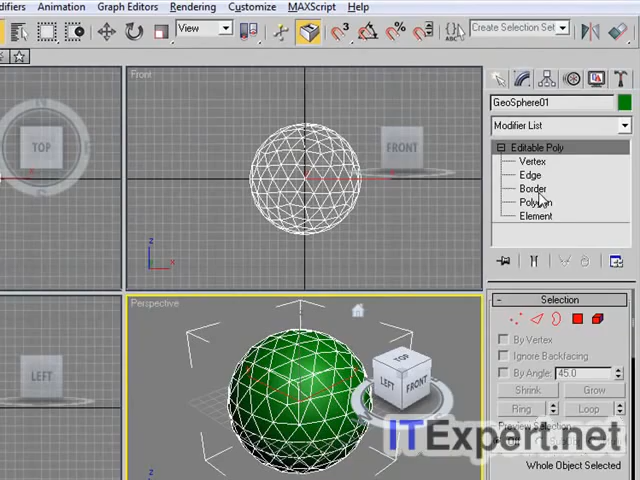 difiers Animation Graph Editors Rendering Customize MAXScript Help
View
Create Selection Set
Front
TOP
FRONT
GeoSphere01
Modifier List
Editable Poly
Vertex
Edge
Border
Polygon
Element
z
x
Perspective
LEFT
TOP
LEFT
FRONT
z
Selection
By Vertex
Ignore Backfacing
By Angle: 45.0
Shrink
Grow
Ring
Loop
Preview Selection
Whole Object Selected
ITExpert.net